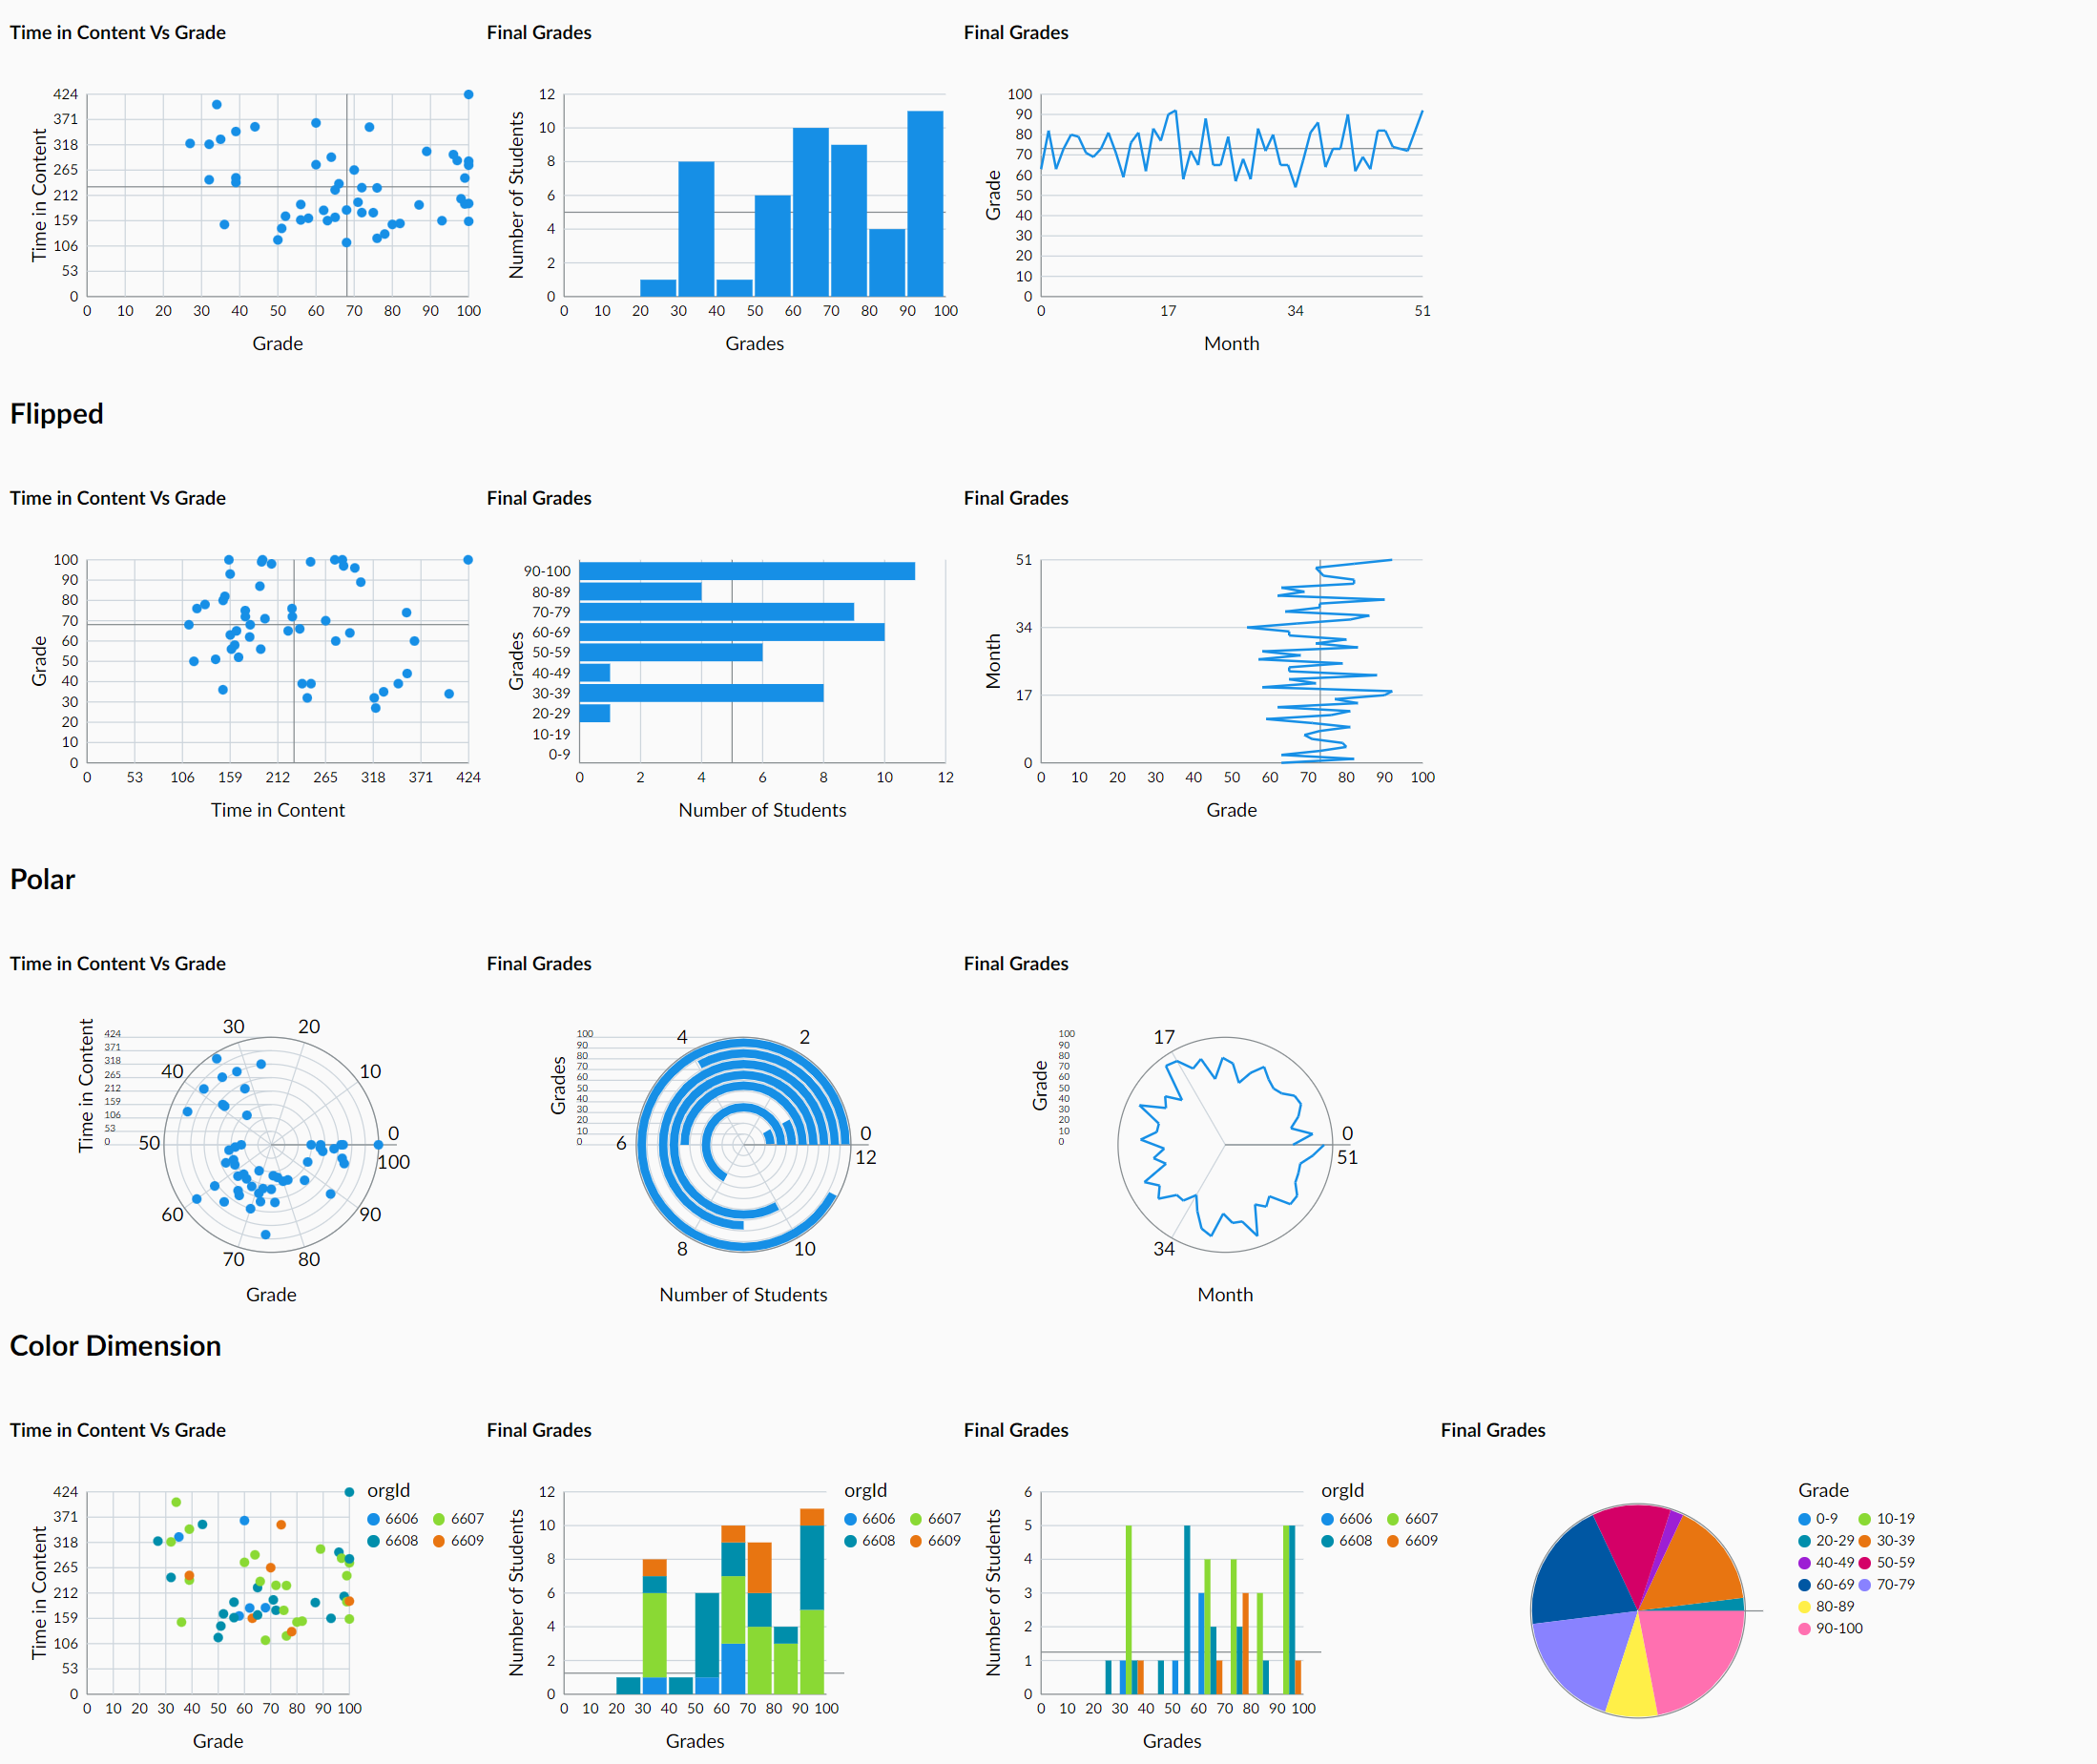 Time in Content Vs Grade
424
371
318
265
212
159
106
53
0
Time in Content
0 10 20 30 40 50 60 70 80 90 100
Grade
Final Grades
12
10
8
6
4
2
0
Number of Students
0 10 20 30 40 50 60 70 80 90 100
Grades
Final Grades
100
90
80
70
60
50
40
30
20
10
0
Grade
0 17 34 51
Month
Flipped
Time in Content Vs Grade
100
90
80
70
60
50
40
30
20
10
0
Grade
0 53 106 159 212 265 318 371 424
Time in Content
Final Grades
90-100
80-89
70-79
60-69
50-59
40-49
30-39
20-29
10-19
0-9
Grades
0 2 4 6 8 10 12
Number of Students
Final Grades
51
34
17
0
Month
0 10 20 30 40 50 60 70 80 90 100
Grade
Polar
Time in Content Vs Grade
424
371
318
265
212
159
106
53
0
Time in Content
30 20
40 10
50 0
100
60 90
70 80
Grade
Final Grades
100
90
80
70
60
50
40
30
20
10
0
Grades
4 2
6 0
12
8 10
Number of Students
Final Grades
100
90
80
70
60
50
40
30
20
10
0
Grade
17
0
51
34
Month
Color Dimension
Time in Content Vs Grade
424
371
318
265
212
159
106
53
0
Time in Content
0 10 20 30 40 50 60 70 80 90 100
Grade
orgId
6606 6607
6608 6609
Final Grades
12
10
8
6
4
2
0
Number of Students
0 10 20 30 40 50 60 70 80 90 100
Grades
orgId
6606 6607
6608 6609
Final Grades
6
5
4
3
2
1
0
Number of Students
0 10 20 30 40 50 60 70 80 90 100
Grades
orgId
6606 6607
6608 6609
Final Grades
Grade
0-9 10-19
20-29 30-39
40-49 50-59
60-69 70-79
80-89
90-100